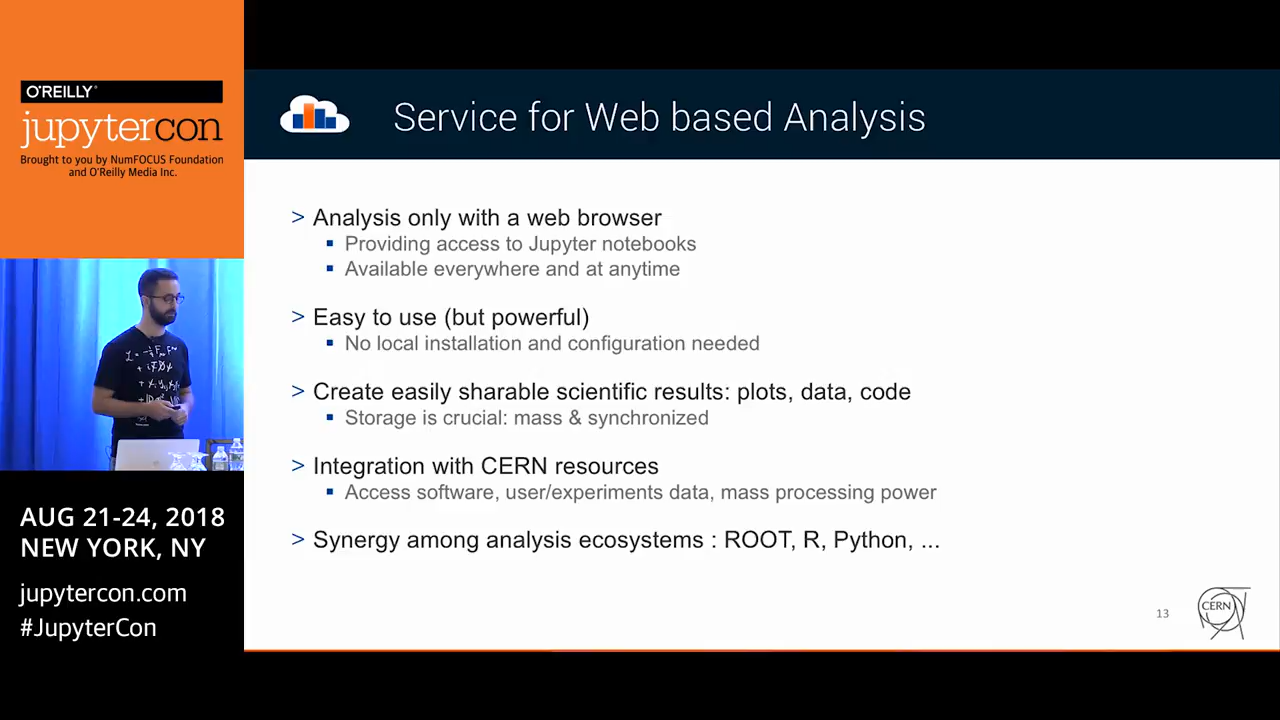 O'REILLY®
jupytercon
Brought to you by NumFOCUS Foundation
and O'Reilly Media Inc.
AUG 21-24, 2018
NEW YORK, NY
jupytercon.com
#JupyterCon
Service for Web based Analysis
> Analysis only with a web browser
▪ Providing access to Jupyter notebooks
▪ Available everywhere and at anytime
> Easy to use (but powerful)
▪ No local installation and configuration needed
> Create easily sharable scientific results: plots, data, code
▪ Storage is crucial: mass & synchronized
> Integration with CERN resources
▪ Access software, user/experiments data, mass processing power
> Synergy among analysis ecosystems : ROOT, R, Python, ...
13
CERN